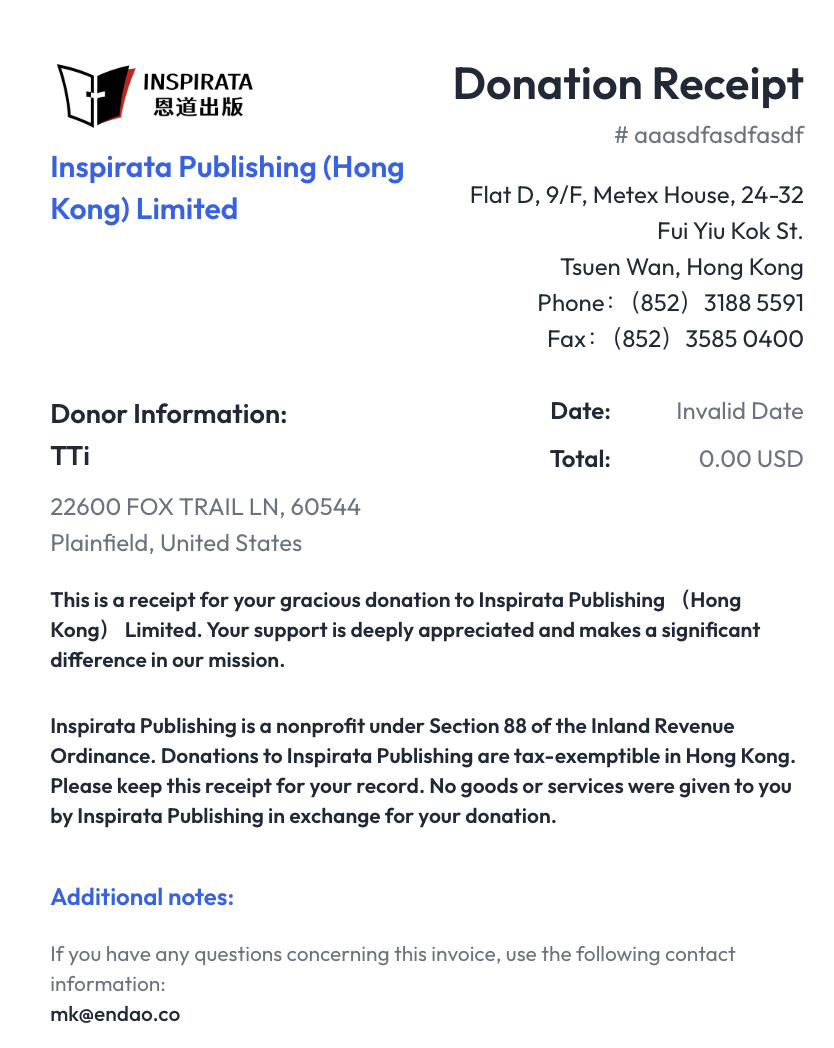 INSPIRATA
恩道出版
Inspirata Publishing (Hong
Kong) Limited
Donation Receipt
# aaasdfasdfasdf
Flat D, 9/F, Metex House, 24-32
Fui Yiu Kok St.
Tsuen Wan, Hong Kong
Phone：（852）3188 5591
Fax：（852）3585 0400
Donor Information:
TTi
22600 FOX TRAIL LN, 60544
Plainfield, United States
Date: Invalid Date
Total: 0.00 USD
This is a receipt for your gracious donation to Inspirata Publishing （Hong
Kong） Limited. Your support is deeply appreciated and makes a significant
difference in our mission.
Inspirata Publishing is a nonprofit under Section 88 of the Inland Revenue
Ordinance. Donations to Inspirata Publishing are tax-exemptible in Hong Kong.
Please keep this receipt for your record. No goods or services were given to you
by Inspirata Publishing in exchange for your donation.
Additional notes:
If you have any questions concerning this invoice, use the following contact
information:
mk@endao.co